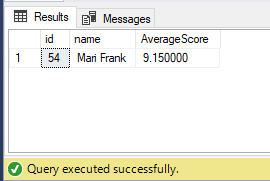 Results Messages
id name AverageScore
1 54 Mari Frank 9.150000
Query executed successfully.